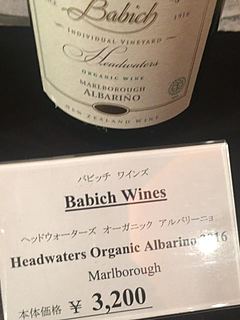 Babich
1916
INDIVIDUAL VINEYARD
Headwaters
ORGANIC WINE
MARLBOROUGH
ALBARIÑO
NEW ZEALAND WINE
バビッチ ワインズ
Babich Wines
ヘッドウォーターズ オーガニック アルバリーニョ
Headwaters Organic Albarino 2016
Marlborough
本体価格 ¥ 3,200